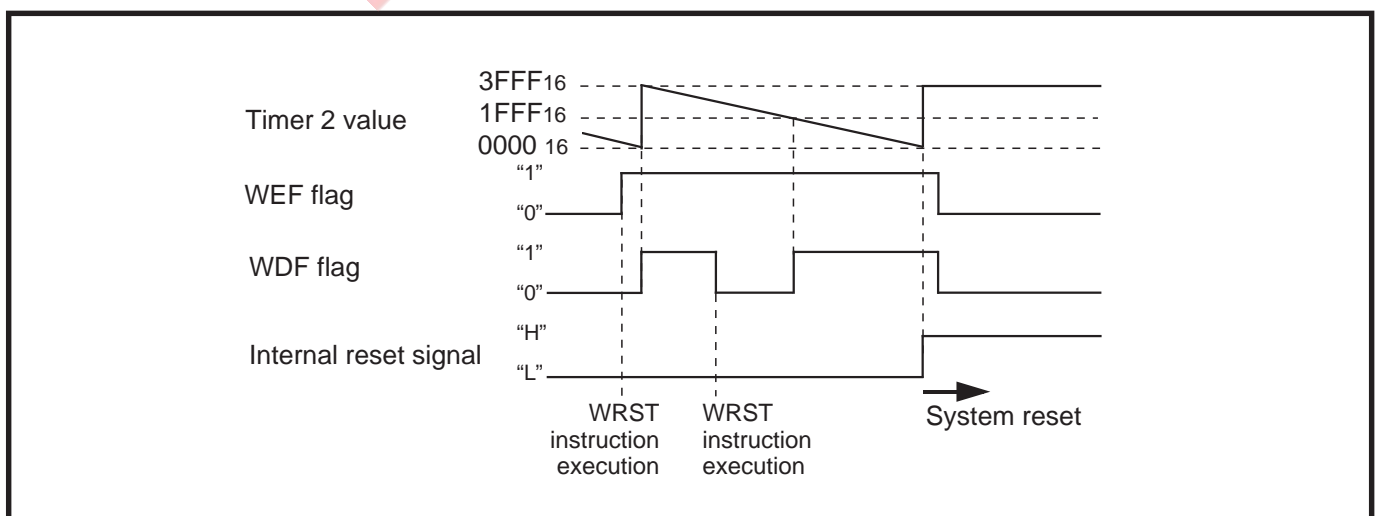 3FFF16
Timer 2 value
1FFF16
0000 16
WEF flag
“1”
“0”
WDF flag
“1”
“0”
Internal reset signal
“H”
“L”
WRST
instruction
execution
WRST
instruction
execution
System reset